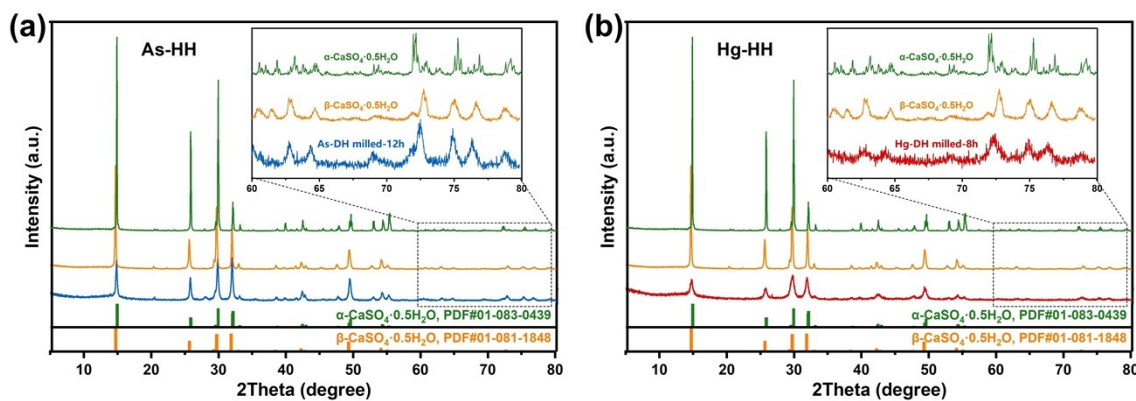 (a)
As-HH
α-CaSO₄·0.5H₂O
β-CaSO₄·0.5H₂O
As-DH milled-12h
60 65 70 75 80
Intensity (a.u.)
α-CaSO₄·0.5H₂O, PDF#01-083-0439
β-CaSO₄·0.5H₂O, PDF#01-081-1848
10 20 30 40 50 60 70 80
2Theta (degree)
(b)
Hg-HH
α-CaSO₄·0.5H₂O
β-CaSO₄·0.5H₂O
Hg-DH milled-8h
60 65 70 75 80
Intensity (a.u.)
α-CaSO₄·0.5H₂O, PDF#01-083-0439
β-CaSO₄·0.5H₂O, PDF#01-081-1848
10 20 30 40 50 60 70 80
2Theta (degree)